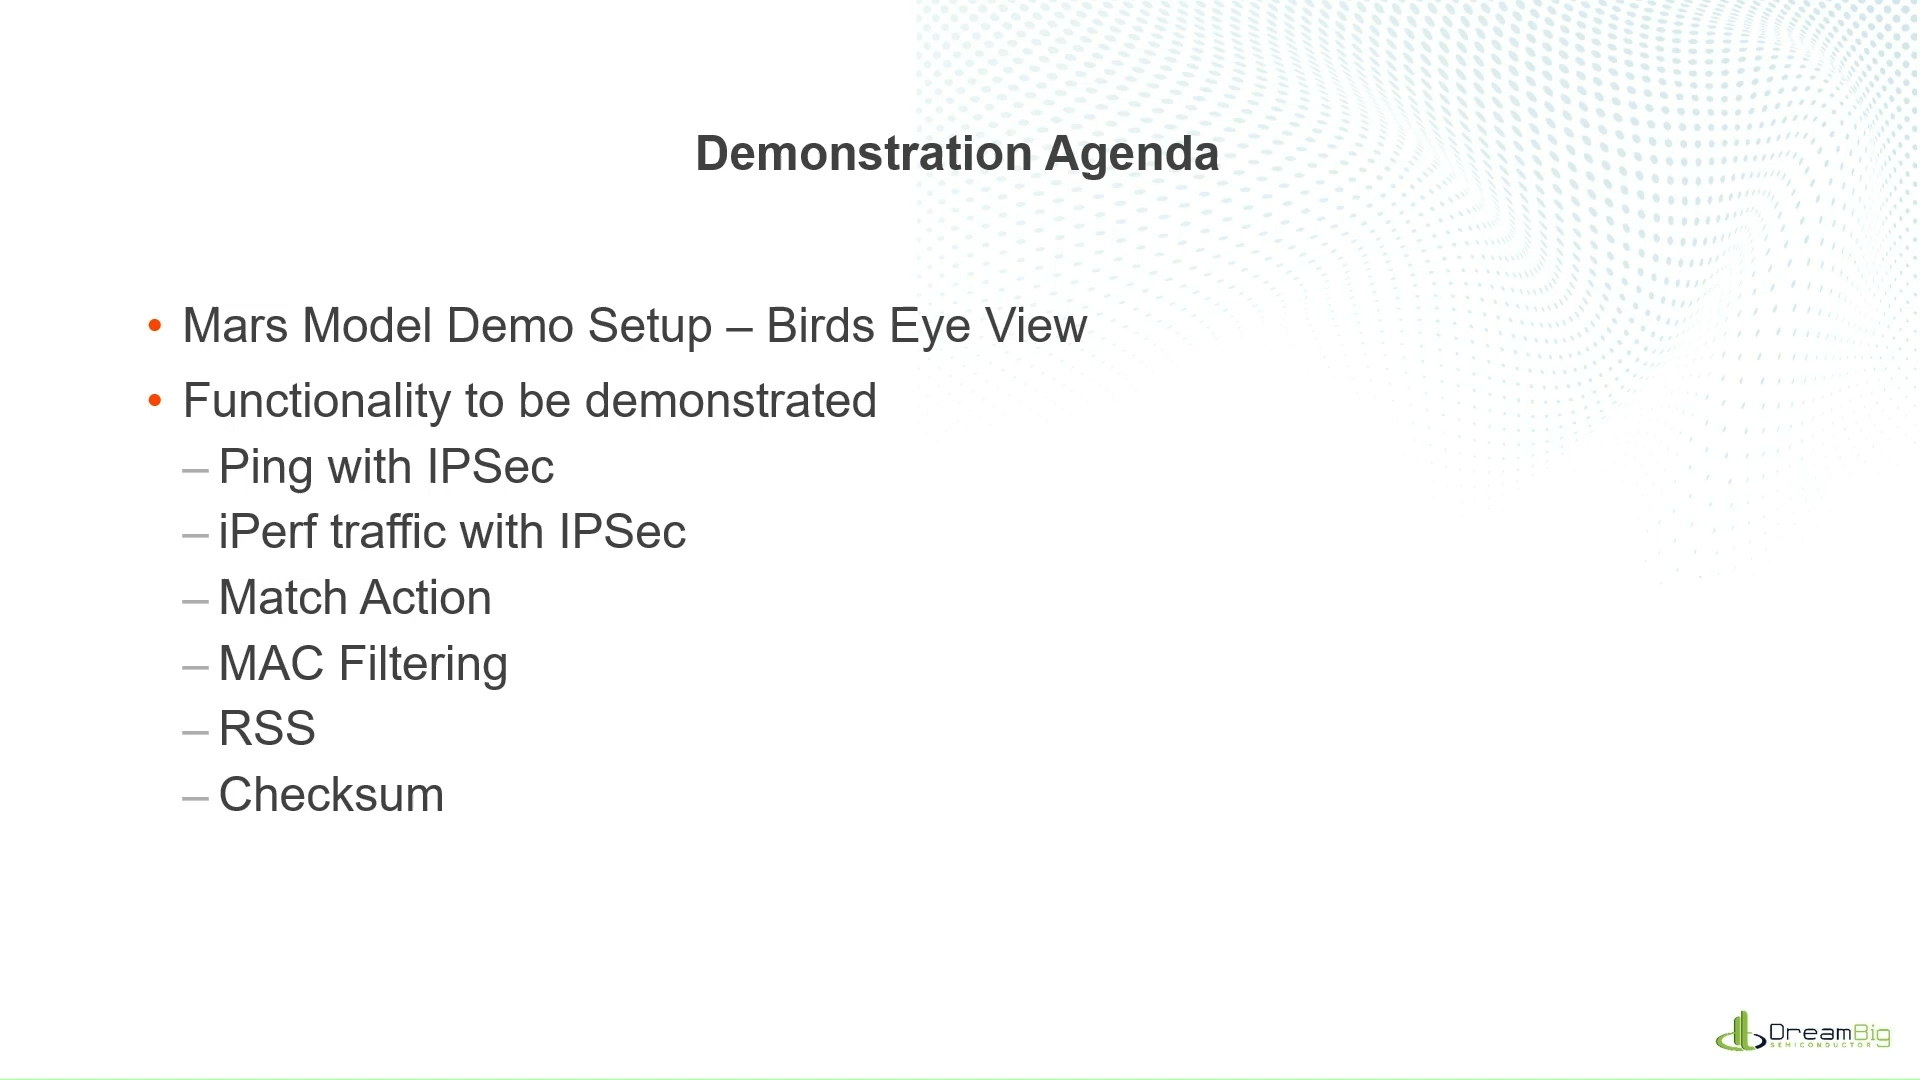 Demonstration Agenda
• Mars Model Demo Setup – Birds Eye View
• Functionality to be demonstrated
– Ping with IPSec
– iPerf traffic with IPSec
– Match Action
– MAC Filtering
– RSS
– Checksum
DreamBig
SEMICONDUCTOR